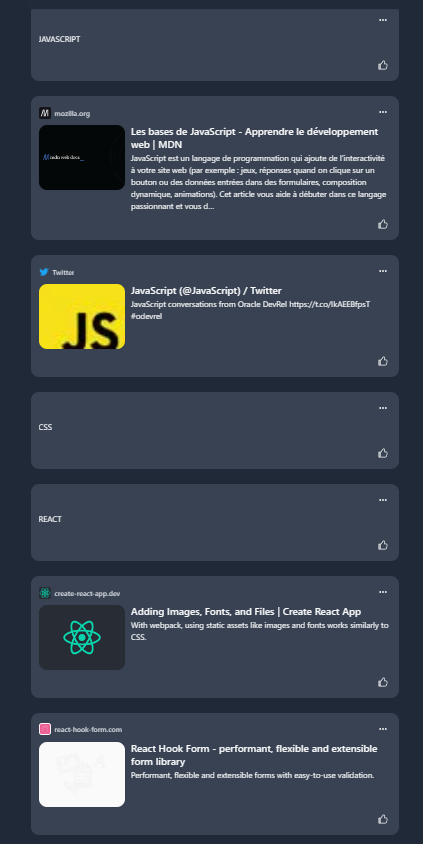 JAVASCRIPT
mozilla.org
Les bases de JavaScript - Apprendre le développement
web | MDN
mdn web docs_
JavaScript est un langage de programmation qui ajoute de l'interactivité
à votre site web (par exemple : jeux, réponses quand on clique sur un
bouton ou des données entrées dans des formulaires, composition
dynamique, animations). Cet article vous aide à débuter dans ce langage
passionnant et vous d...
Twitter
JavaScript (@JavaScript) / Twitter
JS
JavaScript conversations from Oracle DevRel https://t.co/IkAEEBfpsT
#odevrel
CSS
REACT
create-react-app.dev
Adding Images, Fonts, and Files | Create React App
With webpack, using static assets like images and fonts works similarly to
CSS.
react-hook-form.com
React Hook Form - performant, flexible and extensible
form library
Performant, flexible and extensible forms with easy-to-use validation.